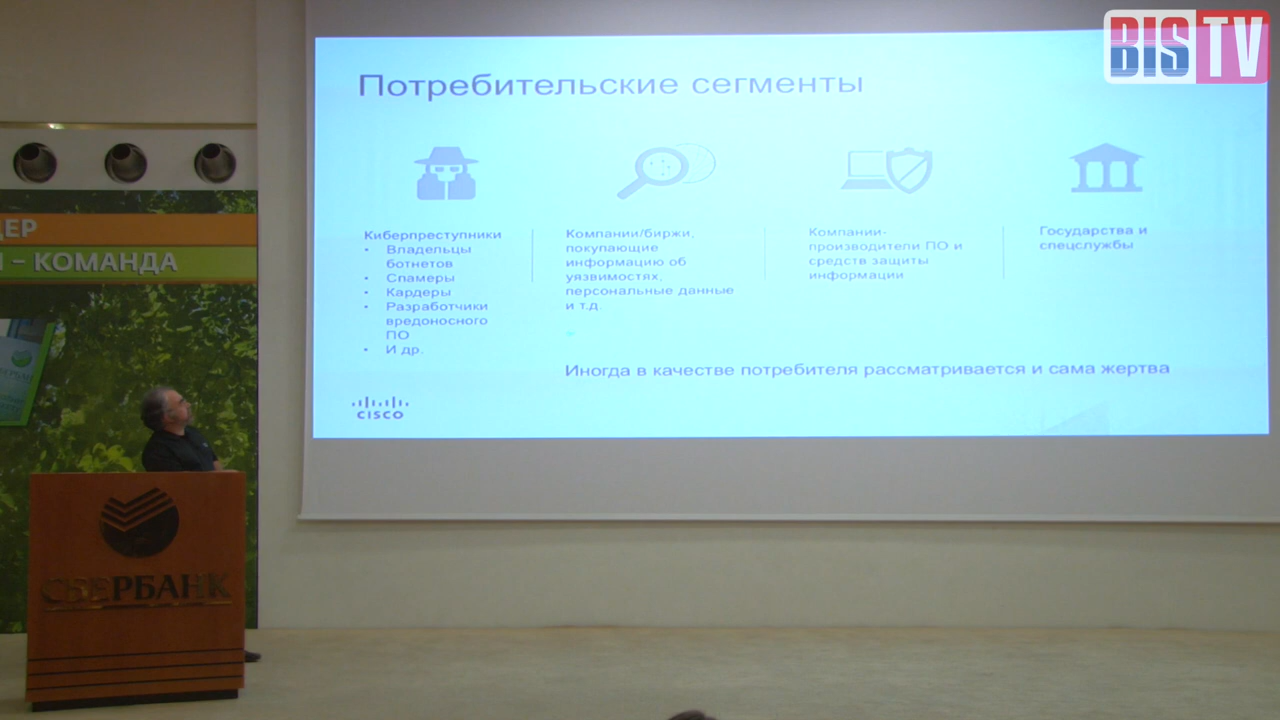 BIS TV
Потребительские сегменты
Киберпреступники
• Владельцы
ботнетов
• Спамеры
• Кардеры
• Разработчики
вредоносного
ПО
• И др.
Компании/биржи,
покупающие
информацию об
уязвимостях,
персональные данные
и т.д.
Компании-
производители ПО и
средств защиты
информации
Государства и
спецслужбы
Иногда в качестве потребителя рассматривается и сама жертва
CISCO
ДЕР
– КОМАНДА
СБЕРБАНК